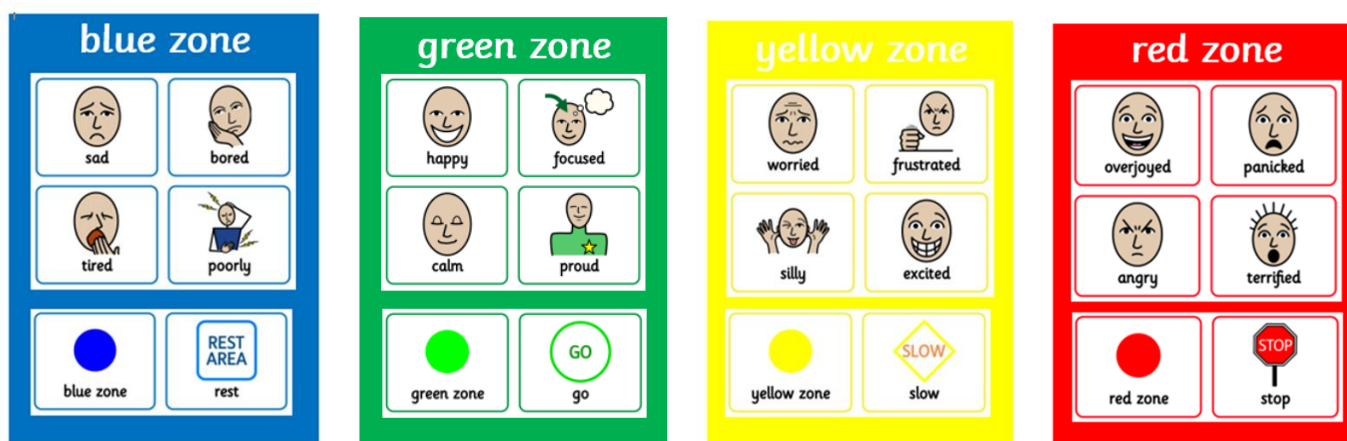 blue zone
sad bored
tired poorly
REST
AREA
blue zone rest
green zone
happy focused
calm proud
GO
green zone go
yellow zone
worried frustrated
silly excited
SLOW
yellow zone slow
red zone
overjoyed panicked
angry terrified
STOP
red zone stop